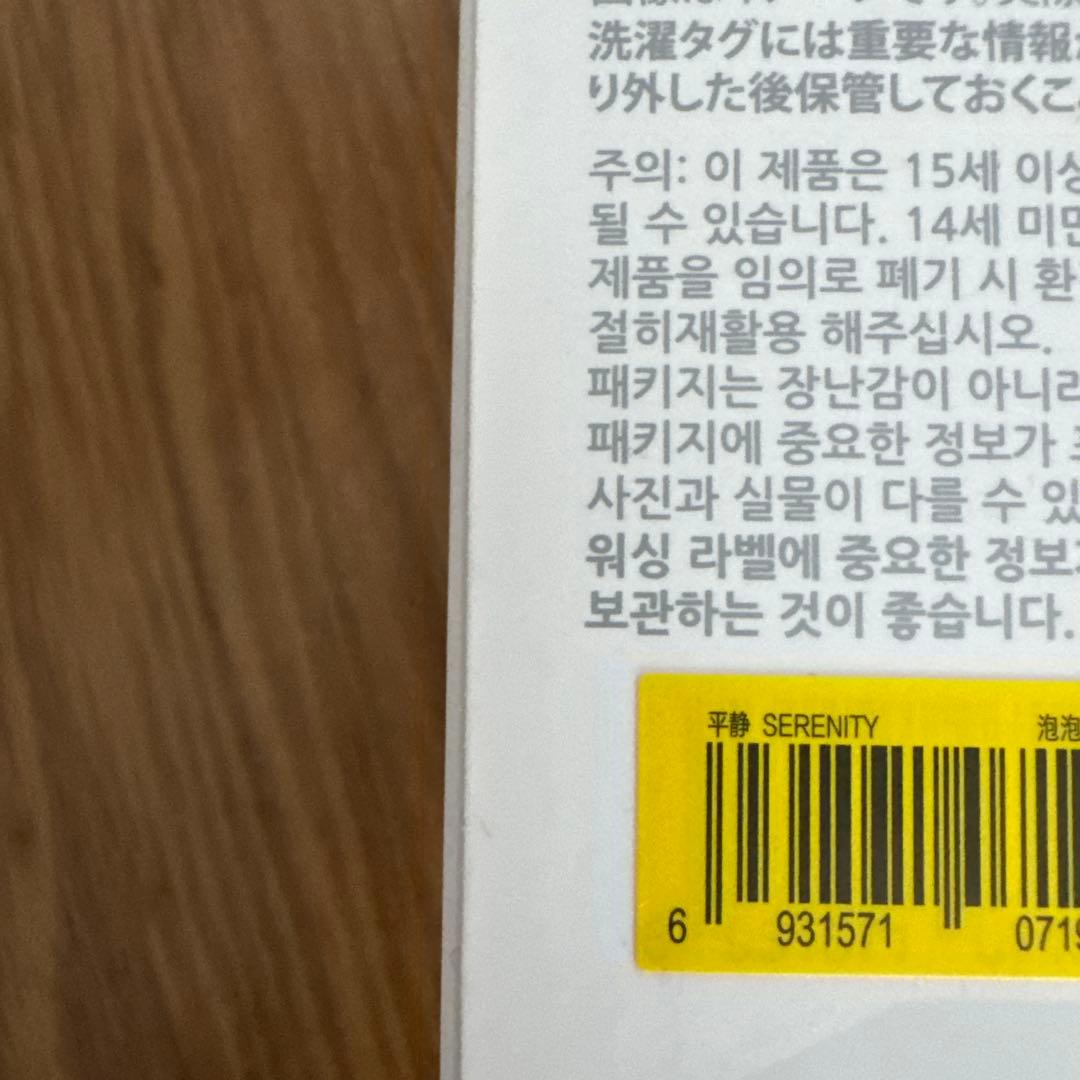 洗濯タグには重要な情報
り外した後保管しておくこ
주의: 이 제품은 15세 이상
될 수 있습니다. 14세 미만
제품을 임의로 폐기 시 환
절히재활용 해주십시오.
패키지는 장난감이 아니라
패키지에 중요한 정보가
사진과 실물이 다를 수 있
워싱 라벨에 중요한 정보
보관하는 것이 좋습니다.
平静 SERENITY 泡泡
6 931571 0719